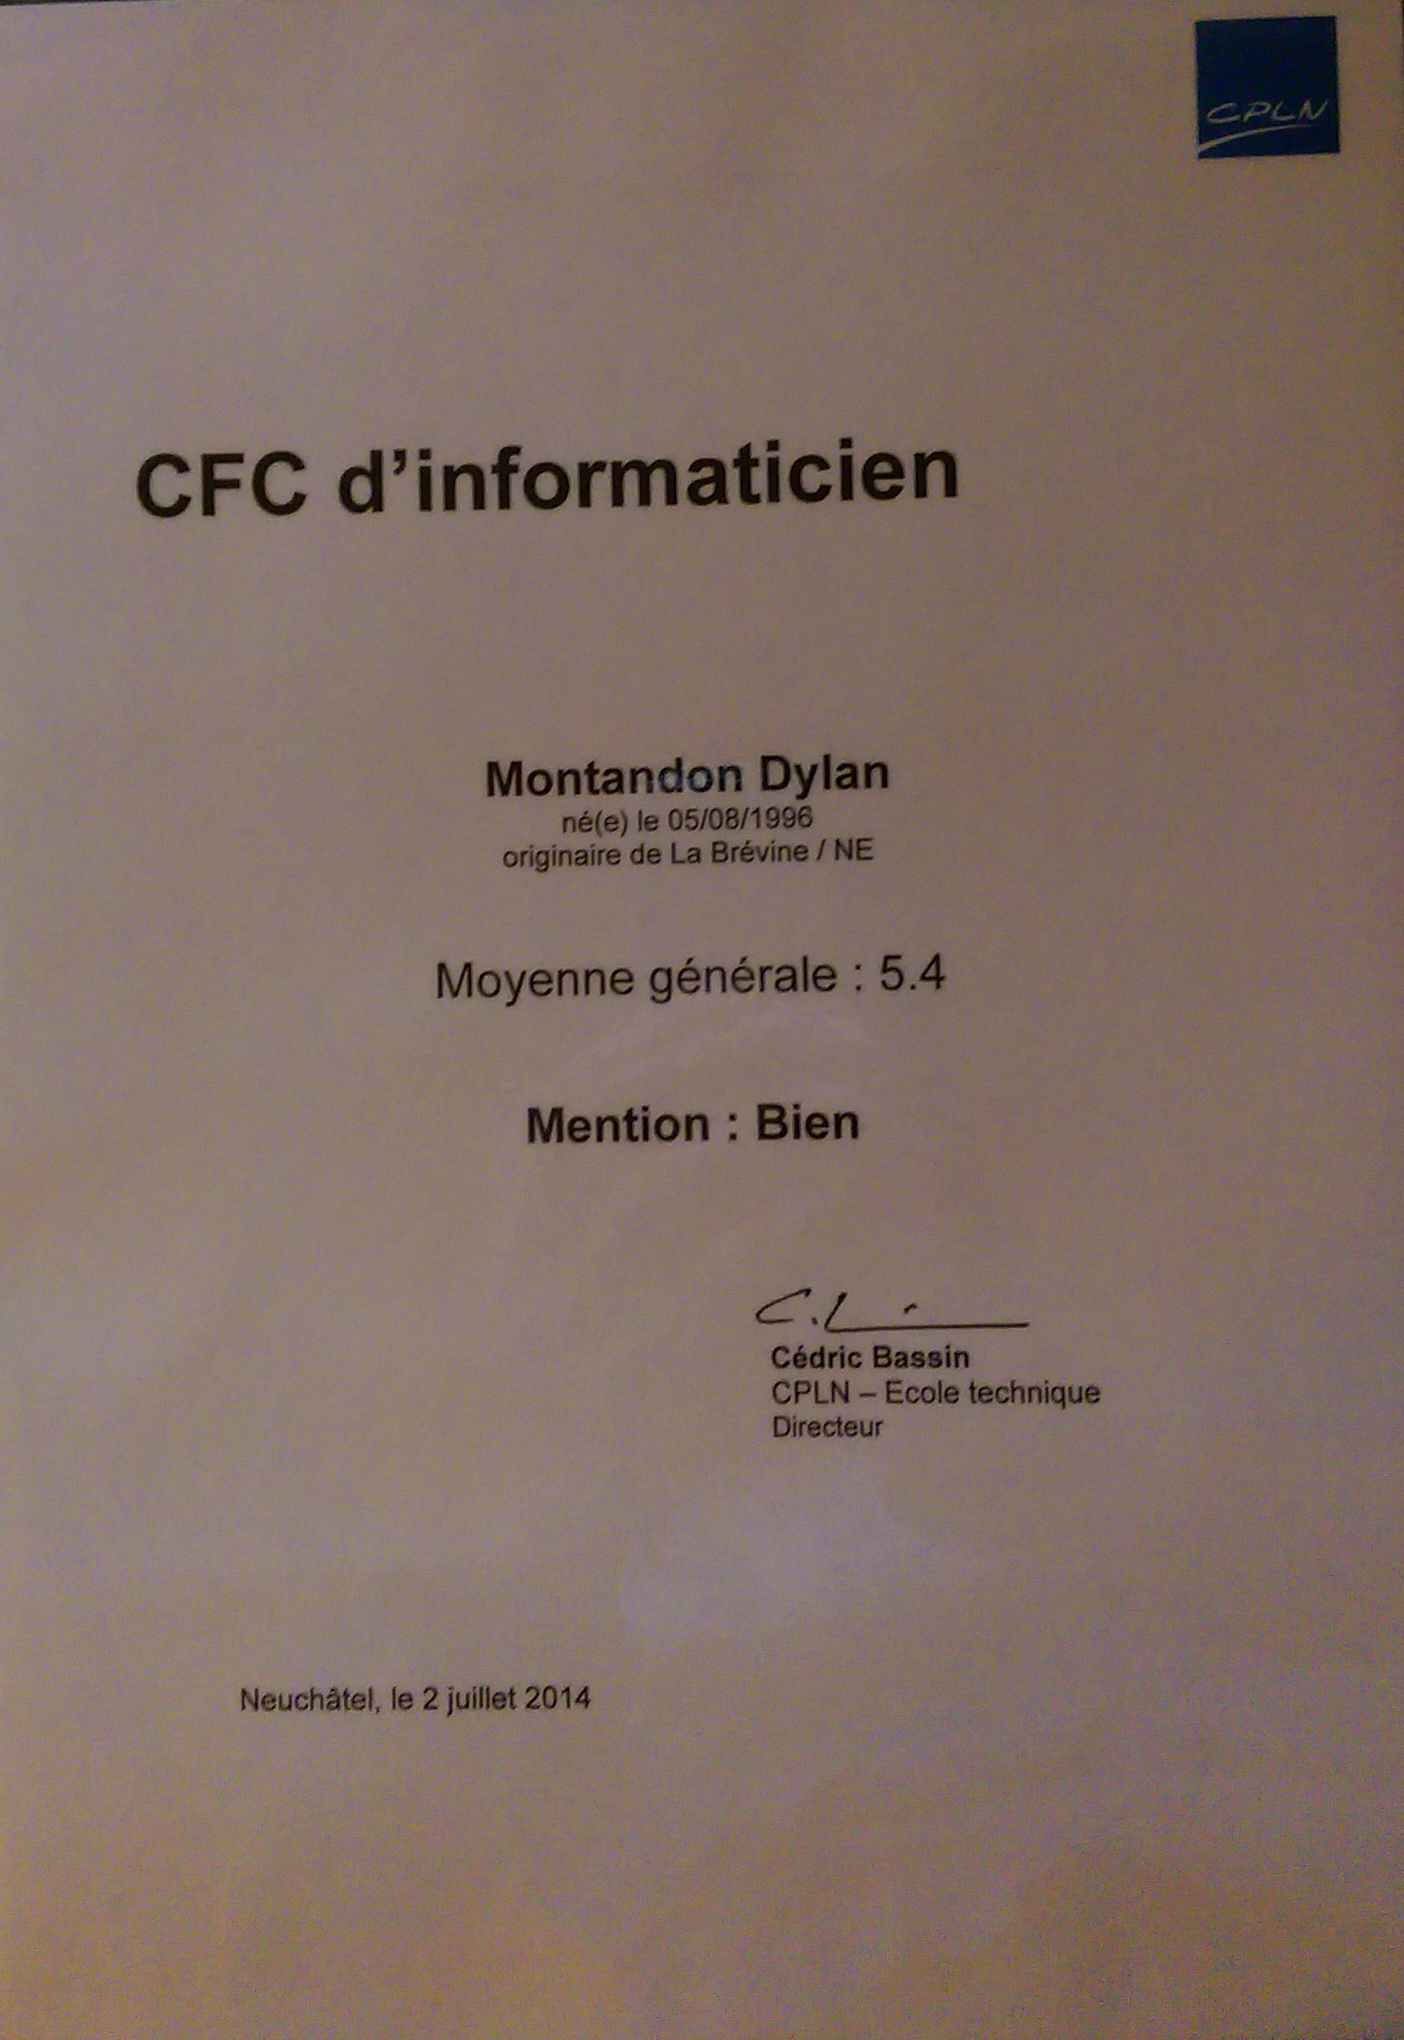 CPLN
CFC d'informaticien
Montandon Dylan
né(e) le 05/08/1996
originaire de La Brévine / NE
Moyenne générale : 5.4
Mention : Bien
Cédric Bassin
CPLN – Ecole technique
Directeur
Neuchâtel, le 2 juillet 2014